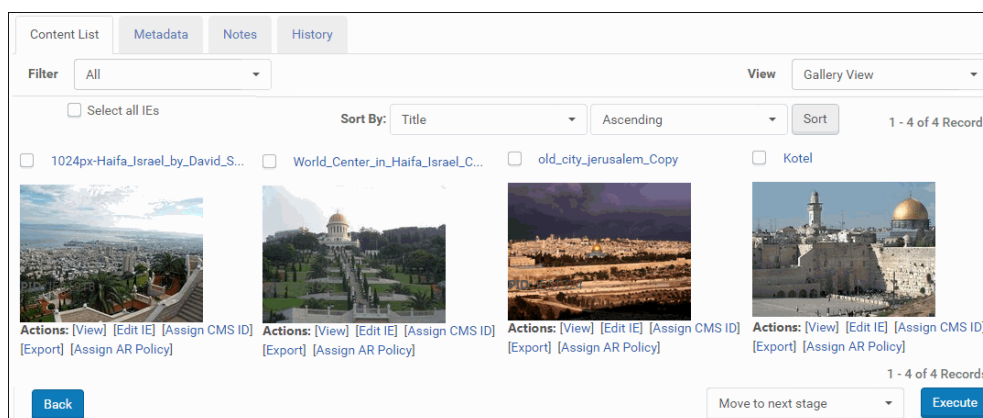 Content List Metadata Notes History
Filter All View Gallery View
Select all IEs Sort By: Title Ascending Sort 1 - 4 of 4 Record
1024px-Haifa_Israel_by_David_S... World_Center_in_Haifa_Israel_C... old_city_jerusalem_Copy Kotel
Actions: [View] [Edit IE] [Assign CMS ID] Actions: [View] [Edit IE] [Assign CMS ID] Actions: [View] [Edit IE] [Assign CMS ID] Actions: [View] [Edit IE] [Assign CMS ID]
[Export] [Assign AR Policy] [Export] [Assign AR Policy] [Export] [Assign AR Policy] [Export] [Assign AR Policy]
1 - 4 of 4 Records
Back Move to next stage Execute